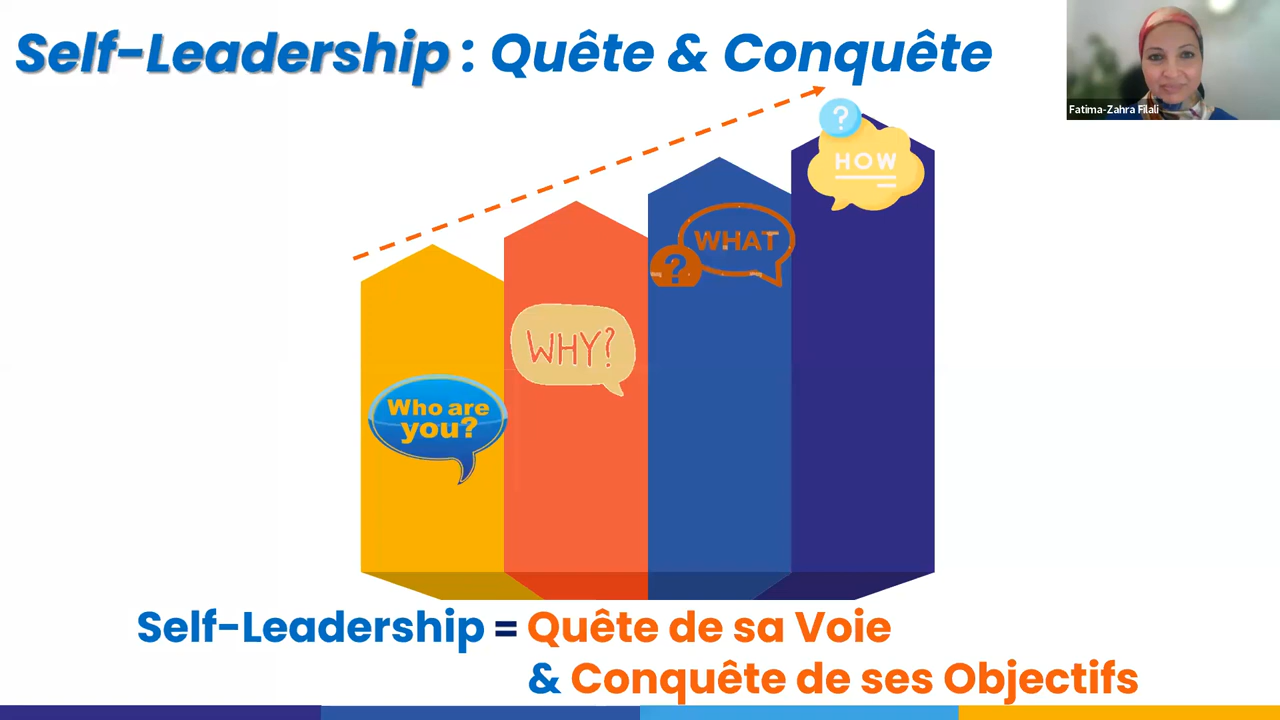 Self-Leadership : Quête & Conquête
Fatima-Zahra Filali
?
HOW
WHAT
?
WHY?
Who are
you?
Self-Leadership = Quête de sa Voie
& Conquête de ses Objectifs